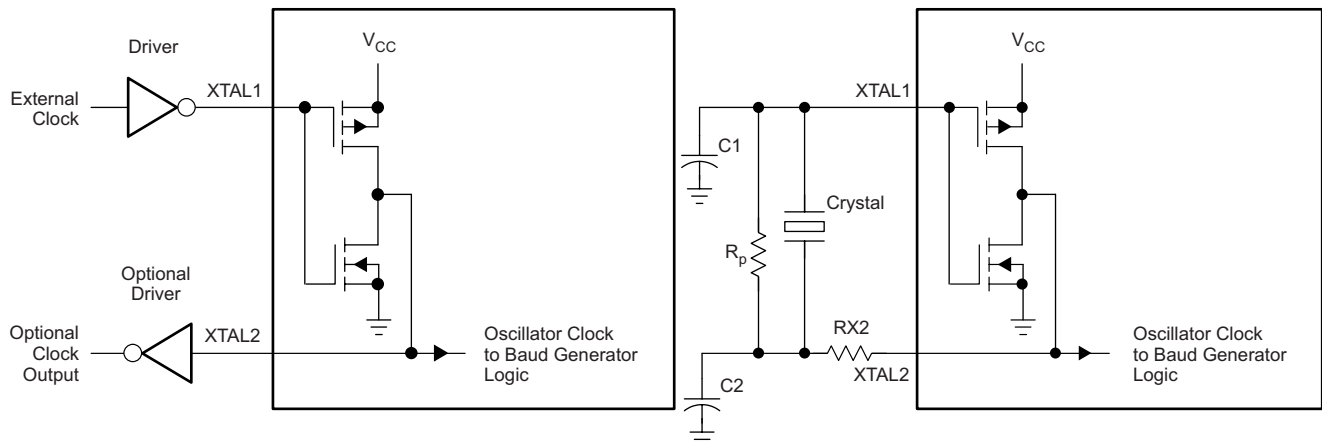 Driver
External
Clock
XTAL1
V_CC
Optional
Driver
Optional
Clock
Output
XTAL2
Oscillator Clock
to Baud Generator
Logic
XTAL1
V_CC
C1
Crystal
R_p
RX2
XTAL2
C2
Oscillator Clock
to Baud Generator
Logic